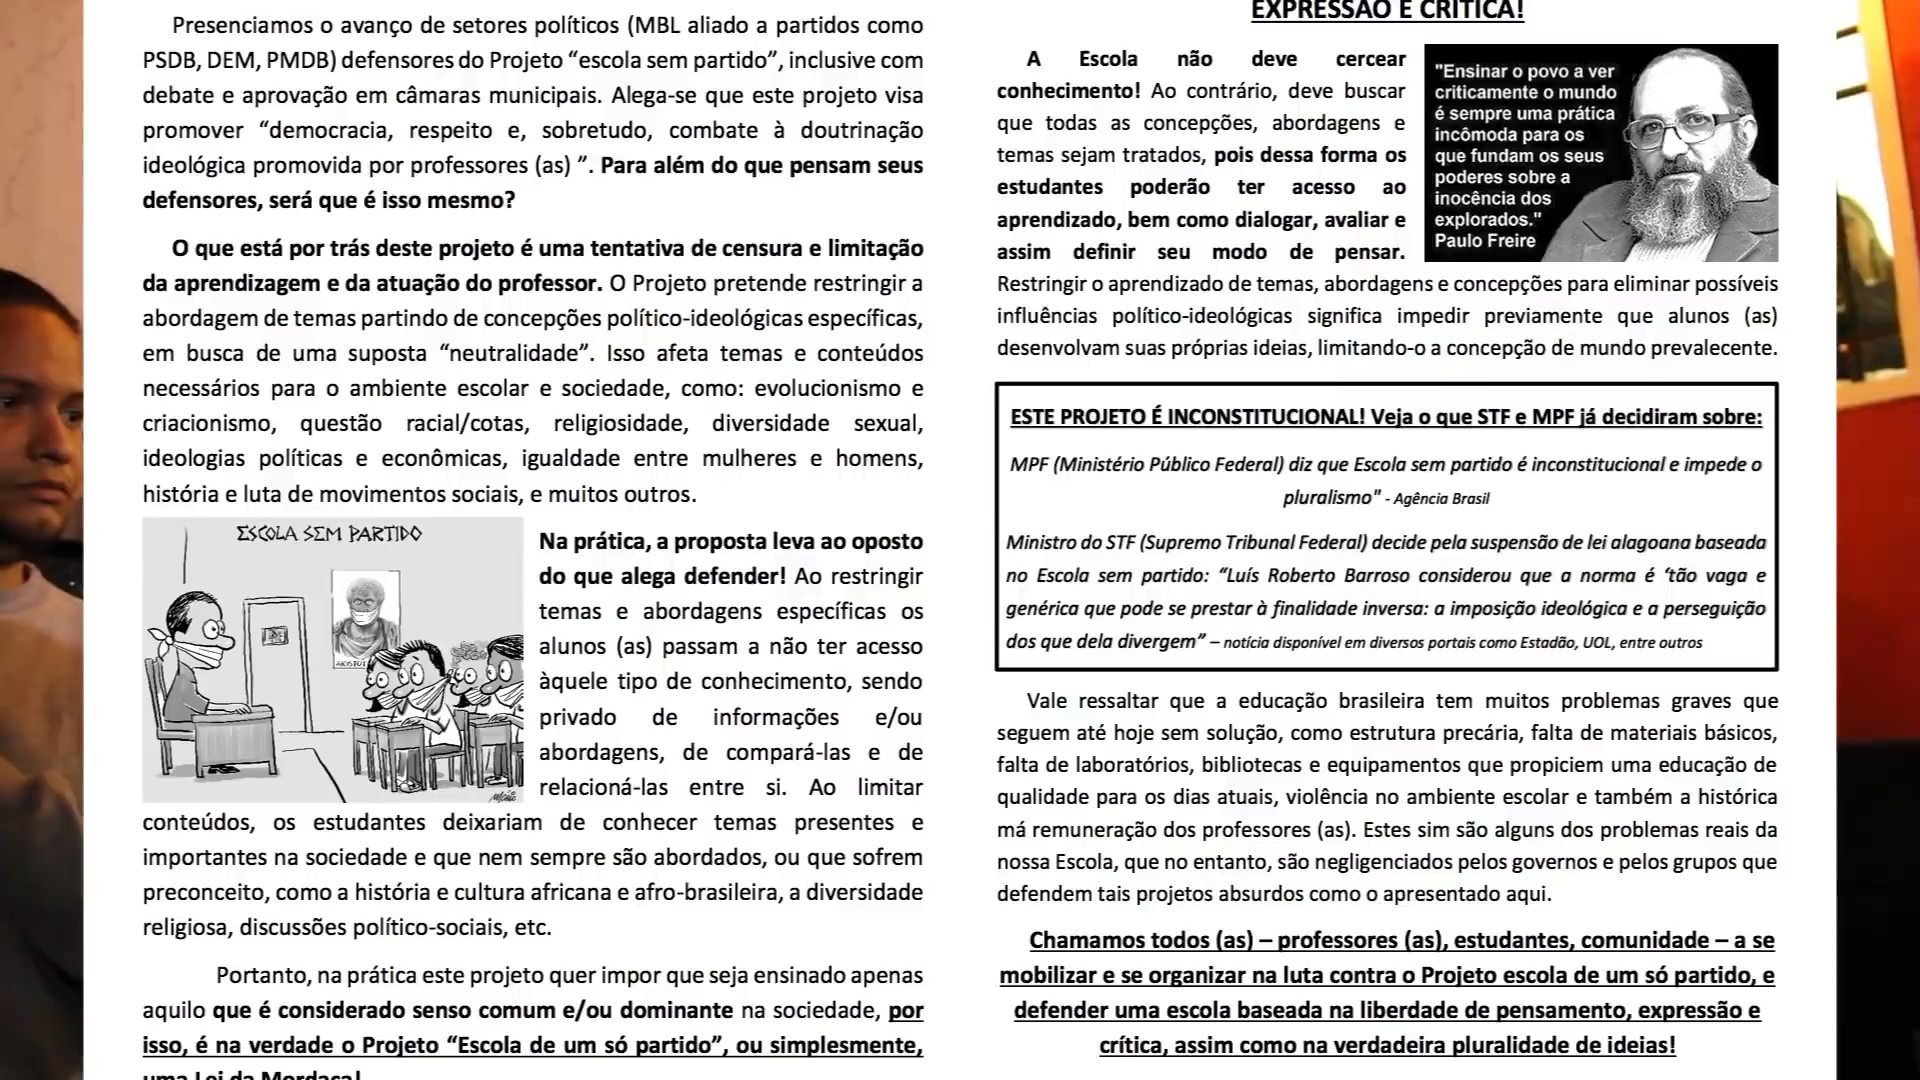 Presenciamos o avanço de setores políticos (MBL aliado a partidos como
PSDB, DEM, PMDB) defensores do Projeto “escola sem partido”, inclusive com
debate e aprovação em câmaras municipais. Alega-se que este projeto visa
promover “democracia, respeito e, sobretudo, combate à doutrinação
ideológica promovida por professores (as) ”. Para além do que pensam seus
defensores, será que é isso mesmo?
O que está por trás deste projeto é uma tentativa de censura e limitação
da aprendizagem e da atuação do professor. O Projeto pretende restringir a
abordagem de temas partindo de concepções político-ideológicas específicas,
em busca de uma suposta “neutralidade”. Isso afeta temas e conteúdos
necessários para o ambiente escolar e sociedade, como: evolucionismo e
criacionismo, questão racial/cotas, religiosidade, diversidade sexual,
ideologias políticas e econômicas, igualdade entre mulheres e homens,
história e luta de movimentos sociais, e muitos outros.
ESCOLA SEM PARTIDO
Na prática, a proposta leva ao oposto
do que alega defender! Ao restringir
temas e abordagens específicas os
alunos (as) passam a não ter acesso
àquele tipo de conhecimento, sendo
privado de informações e/ou
abordagens, de compará-las e de
relacioná-las entre si. Ao limitar
conteúdos, os estudantes deixariam de conhecer temas presentes e
importantes na sociedade e que nem sempre são abordados, ou que sofrem
preconceito, como a história e cultura africana e afro-brasileira, a diversidade
religiosa, discussões político-sociais, etc.
Portanto, na prática este projeto quer impor que seja ensinado apenas
aquilo que é considerado senso comum e/ou dominante na sociedade, por
isso, é na verdade o Projeto “Escola de um só partido”, ou simplesmente,
uma Lei da Mordaça!
EXPRESSÃO E CRÍTICA!
A Escola não deve cercear
conhecimento! Ao contrário, deve buscar
que todas as concepções, abordagens e
temas sejam tratados, pois dessa forma os
estudantes poderão ter acesso ao
aprendizado, bem como dialogar, avaliar e
assim definir seu modo de pensar.
"Ensinar o povo a ver
criticamente o mundo
é sempre uma prática
incômoda para os
que fundam os seus
poderes sobre a
inocência dos
explorados."
Paulo Freire
Restringir o aprendizado de temas, abordagens e concepções para eliminar possíveis
influências político-ideológicas significa impedir previamente que alunos (as)
desenvolvam suas próprias ideias, limitando-o a concepção de mundo prevalecente.
ESTE PROJETO É INCONSTITUCIONAL! Veja o que STF e MPF já decidiram sobre:
MPF (Ministério Público Federal) diz que Escola sem partido é inconstitucional e impede o
pluralismo" - Agência Brasil
Ministro do STF (Supremo Tribunal Federal) decide pela suspensão de lei alagoana baseada
no Escola sem partido: “Luís Roberto Barroso considerou que a norma é ‘tão vaga e
genérica que pode se prestar à finalidade inversa: a imposição ideológica e a perseguição
dos que dela divergem” – notícia disponível em diversos portais como Estadão, UOL, entre outros
Vale ressaltar que a educação brasileira tem muitos problemas graves que
seguem até hoje sem solução, como estrutura precária, falta de materiais básicos,
falta de laboratórios, bibliotecas e equipamentos que propiciem uma educação de
qualidade para os dias atuais, violência no ambiente escolar e também a histórica
má remuneração dos professores (as). Estes sim são alguns dos problemas reais da
nossa Escola, que no entanto, são negligenciados pelos governos e pelos grupos que
defendem tais projetos absurdos como o apresentado aqui.
Chamamos todos (as) – professores (as), estudantes, comunidade – a se
mobilizar e se organizar na luta contra o Projeto escola de um só partido, e
defender uma escola baseada na liberdade de pensamento, expressão e
crítica, assim como na verdadeira pluralidade de ideias!